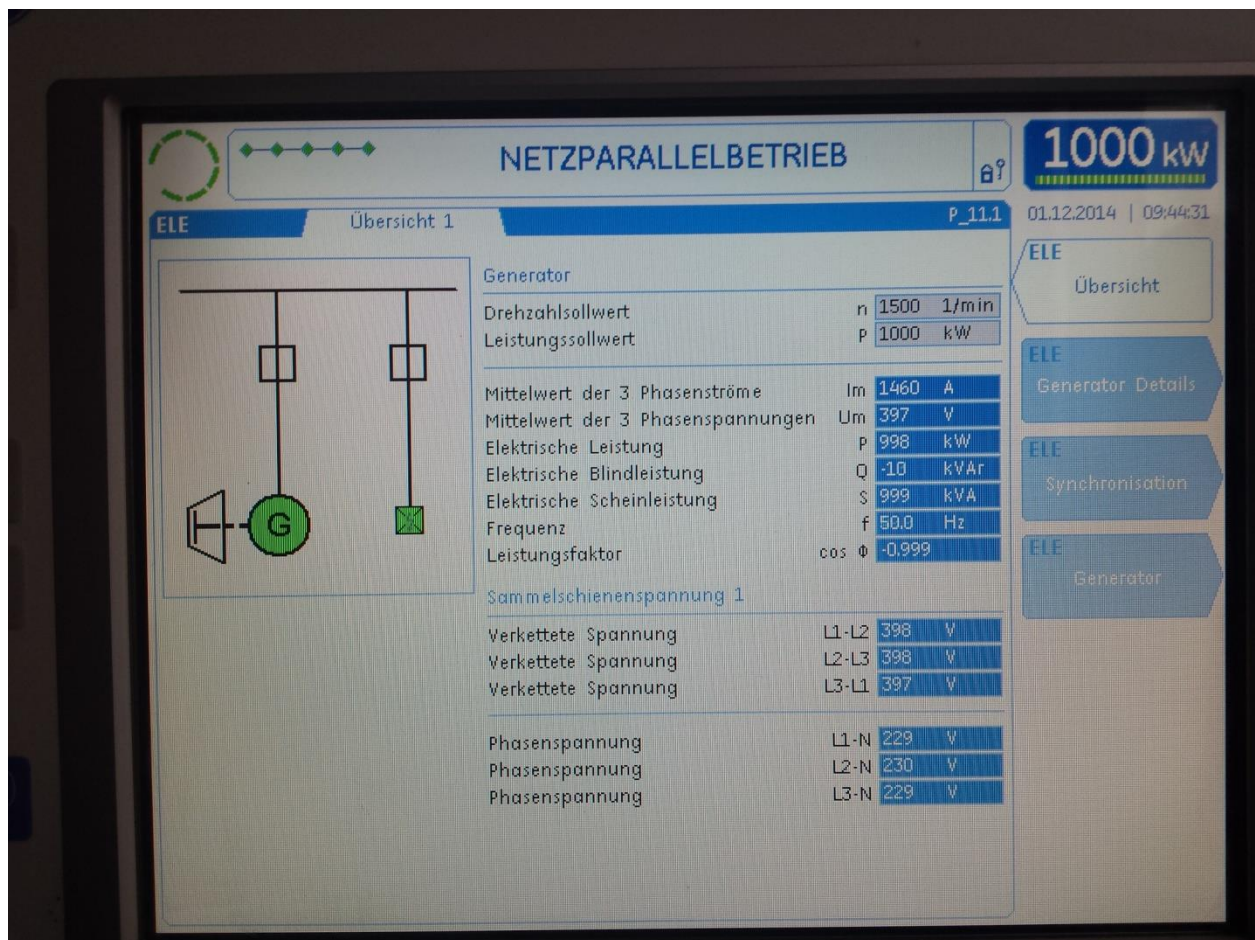 NETZPARALLELBETRIEB
1000 kW
ELE Übersicht 1 P_11.1
01.12.2014 | 09:44:31
Generator
Drehzahlsollwert n 1500 1/min
Leistungssollwert P 1000 kW
Mittelwert der 3 Phasenströme Im 1460 A
Mittelwert der 3 Phasenspannungen Um 397 V
Elektrische Leistung P 998 kW
Elektrische Blindleistung Q -10 kVAr
Elektrische Scheinleistung S 999 kVA
Frequenz f 50.0 Hz
Leistungsfaktor cos Φ -0.999
Sammelschienenspannung 1
Verkettete Spannung L1-L2 398 V
Verkettete Spannung L2-L3 398 V
Verkettete Spannung L3-L1 397 V
Phasenspannung L1-N 229 V
Phasenspannung L2-N 230 V
Phasenspannung L3-N 229 V
G
ELE
Übersicht
ELE
Generator Details
ELE
Synchronisation
ELE
Generator